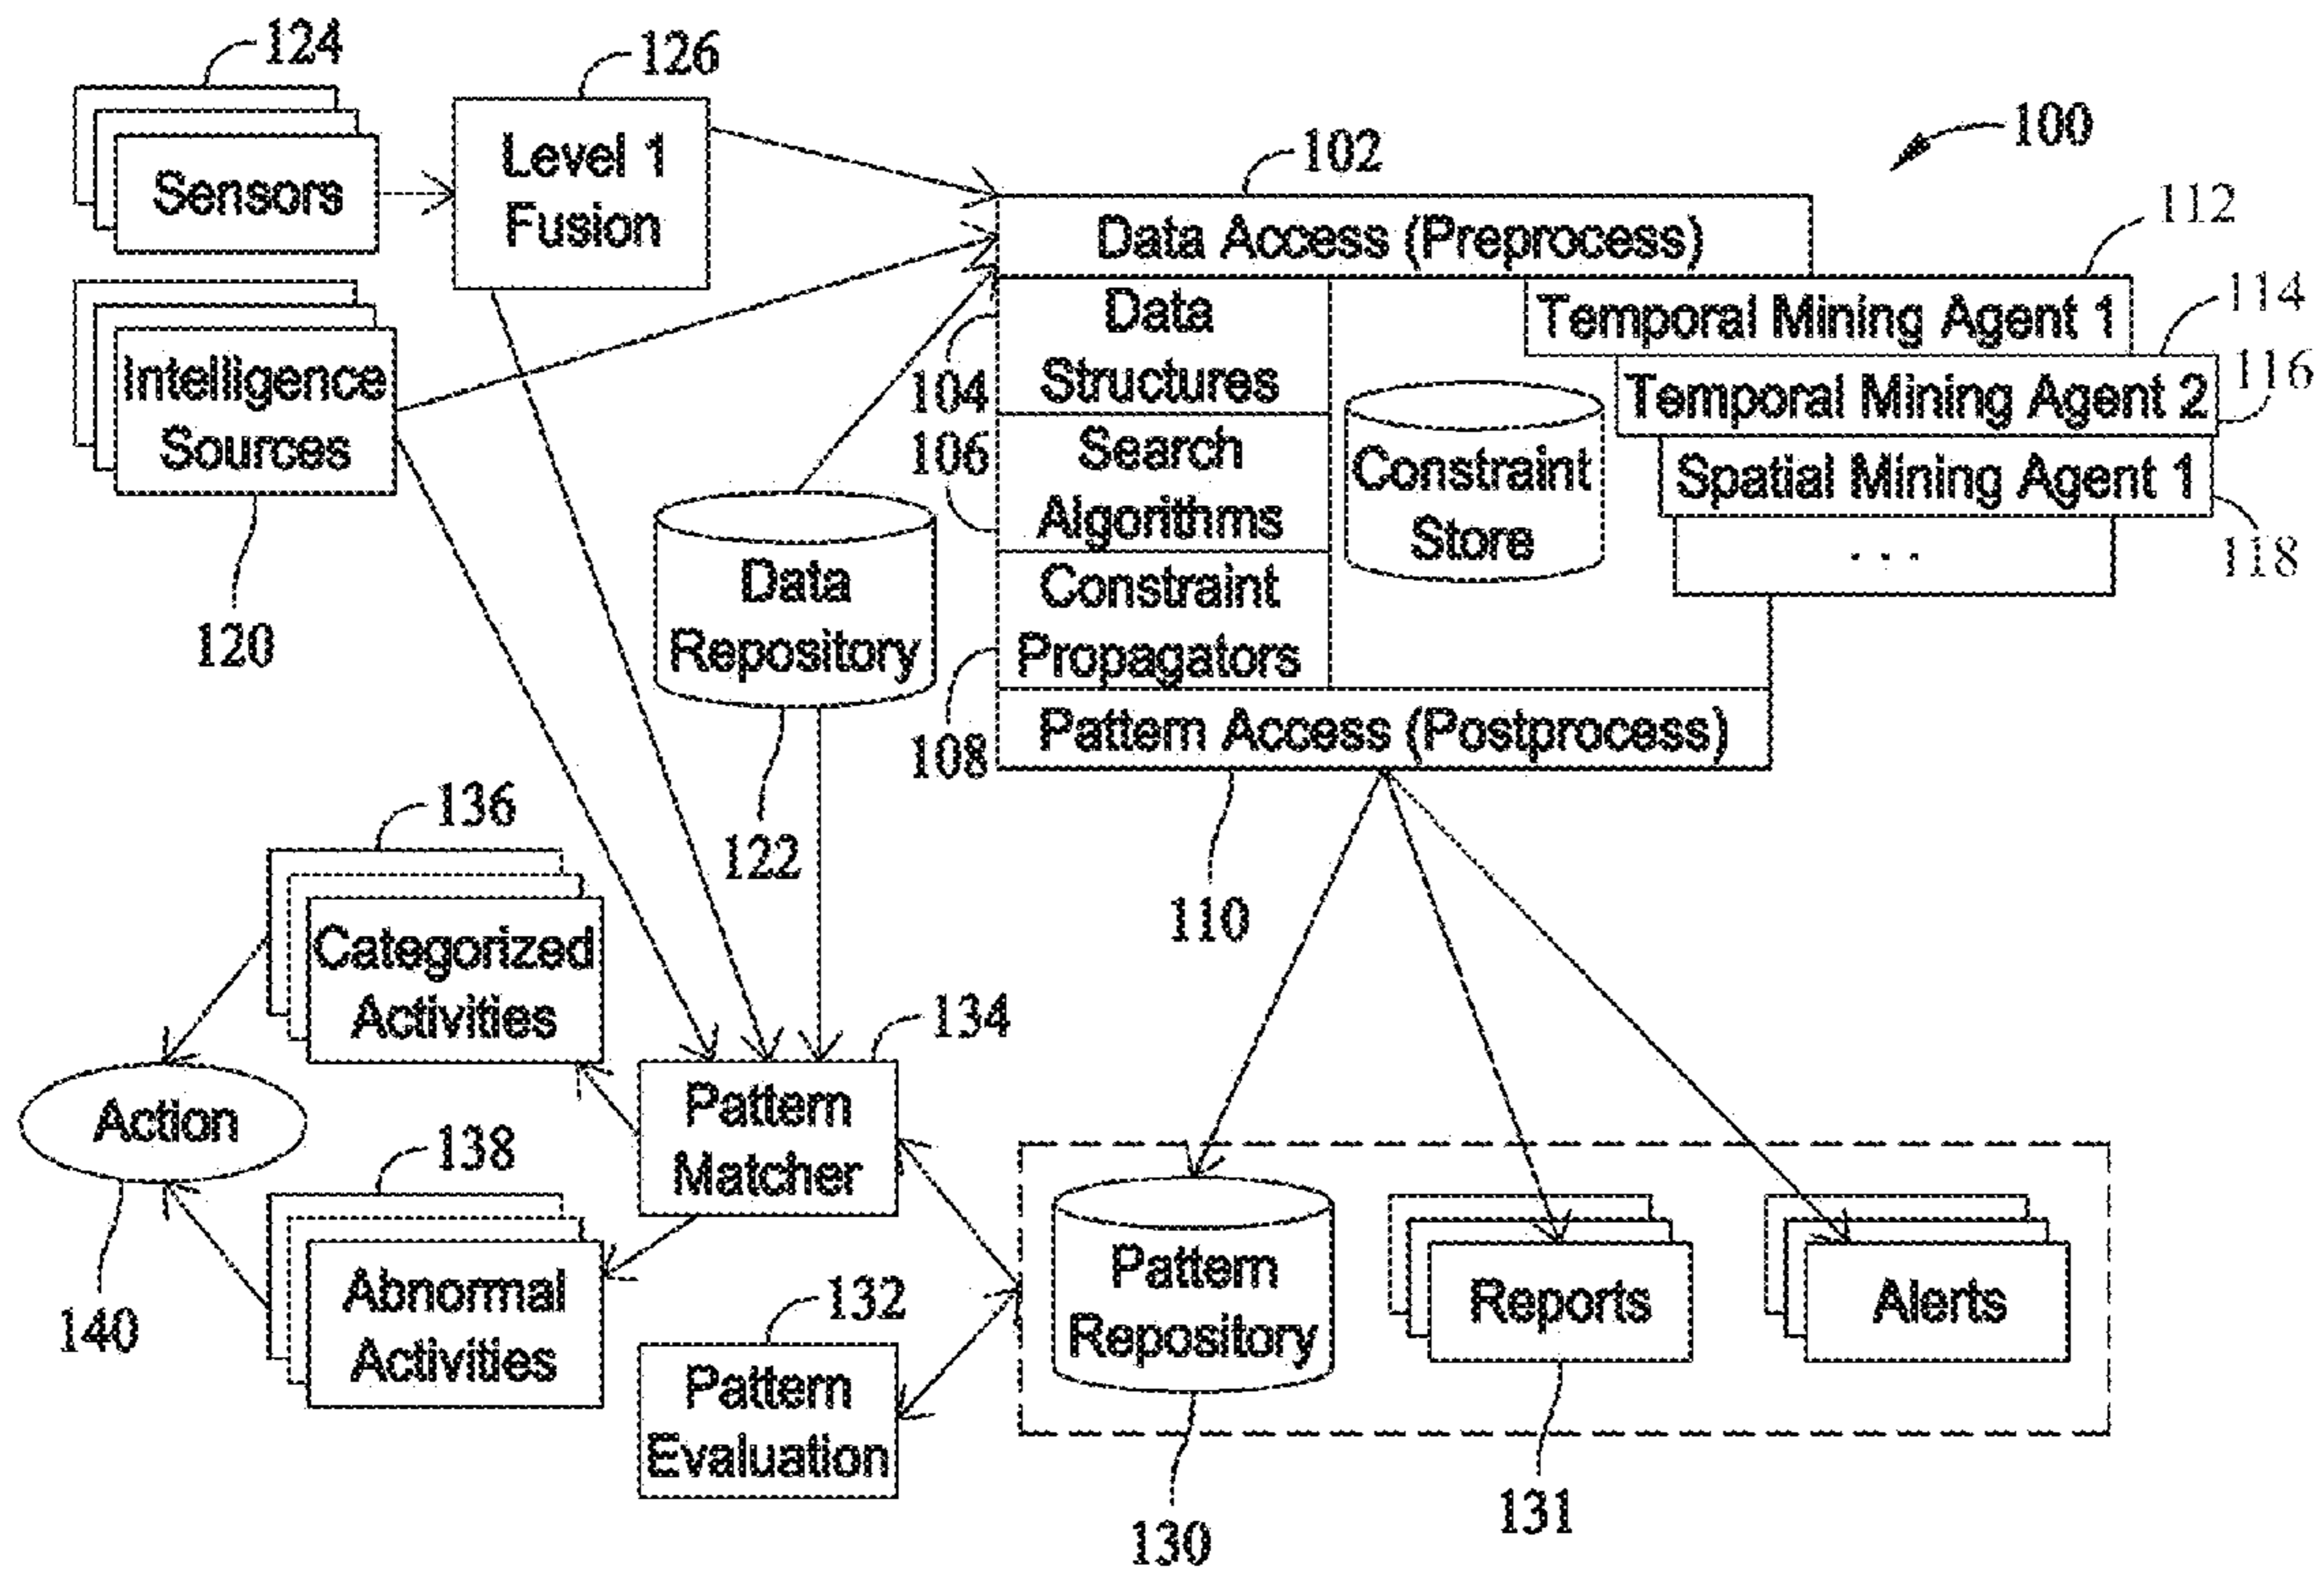 124
126
100
102
Sensors
Level 1
Fusion
Data Access (Preprocess)
112
Intelligence
Sources
120
Data
Structures
104
Temporal Mining Agent 1
114
Temporal Mining Agent 2
116
Search
Algorithms
106
Constraint
Store
Spatial Mining Agent 1
118
. . .
Data
Repository
122
Constraint
Propagators
108
Pattern Access (Postprocess)
110
136
Categorized
Activities
134
Pattern
Matcher
Action
140
138
Abnormal
Activities
132
Pattern
Evaluation
Pattern
Repository
130
Reports
131
Alerts